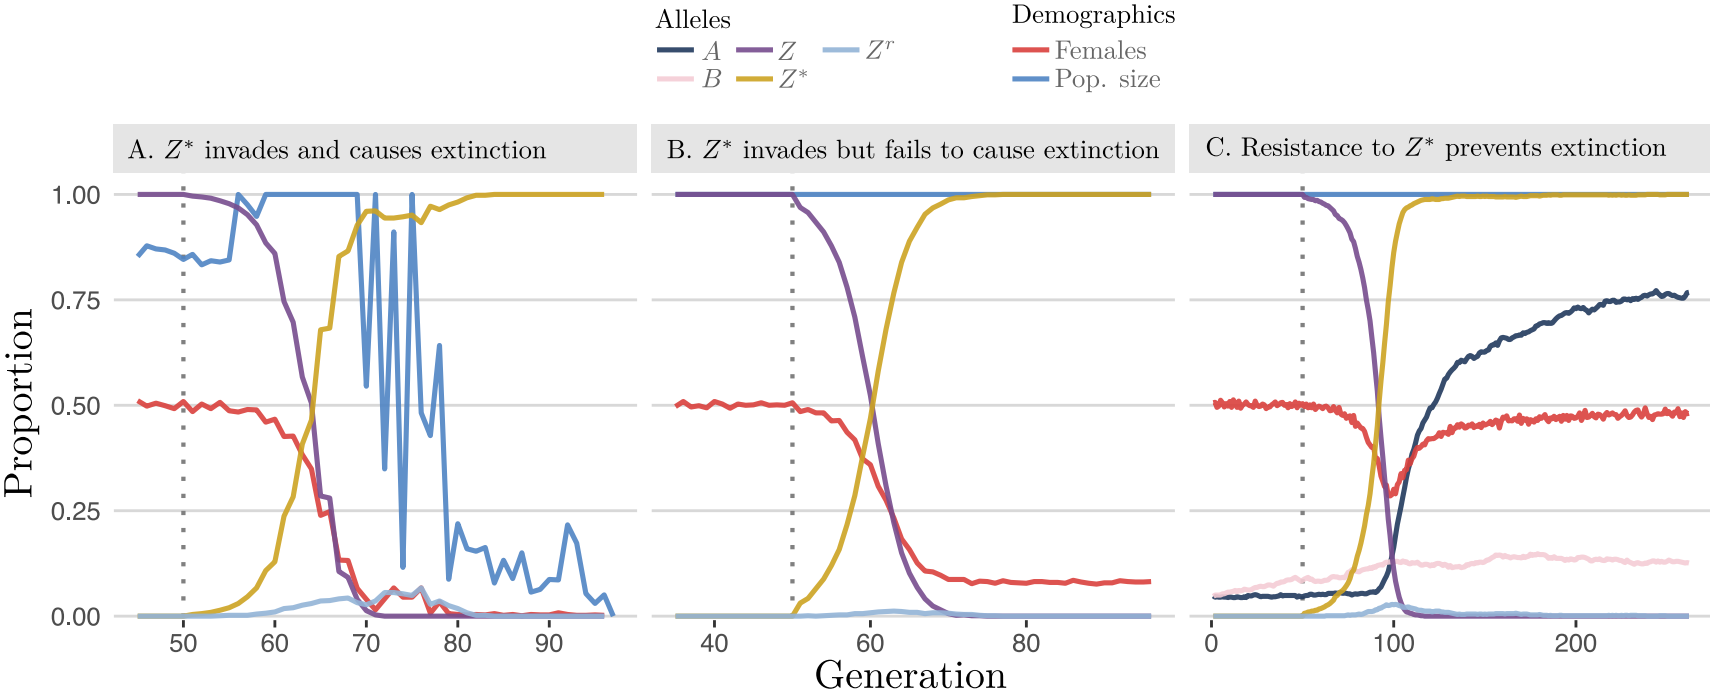 Alleles
A Z Zʳ
B Z*
Demographics
Females
Pop. size
A. Z* invades and causes extinction
B. Z* invades but fails to cause extinction
C. Resistance to Z* prevents extinction
Proportion
1.00
0.75
0.50
0.25
0.00
50 60 70 80 90
40 60 80
0 100 200
Generation